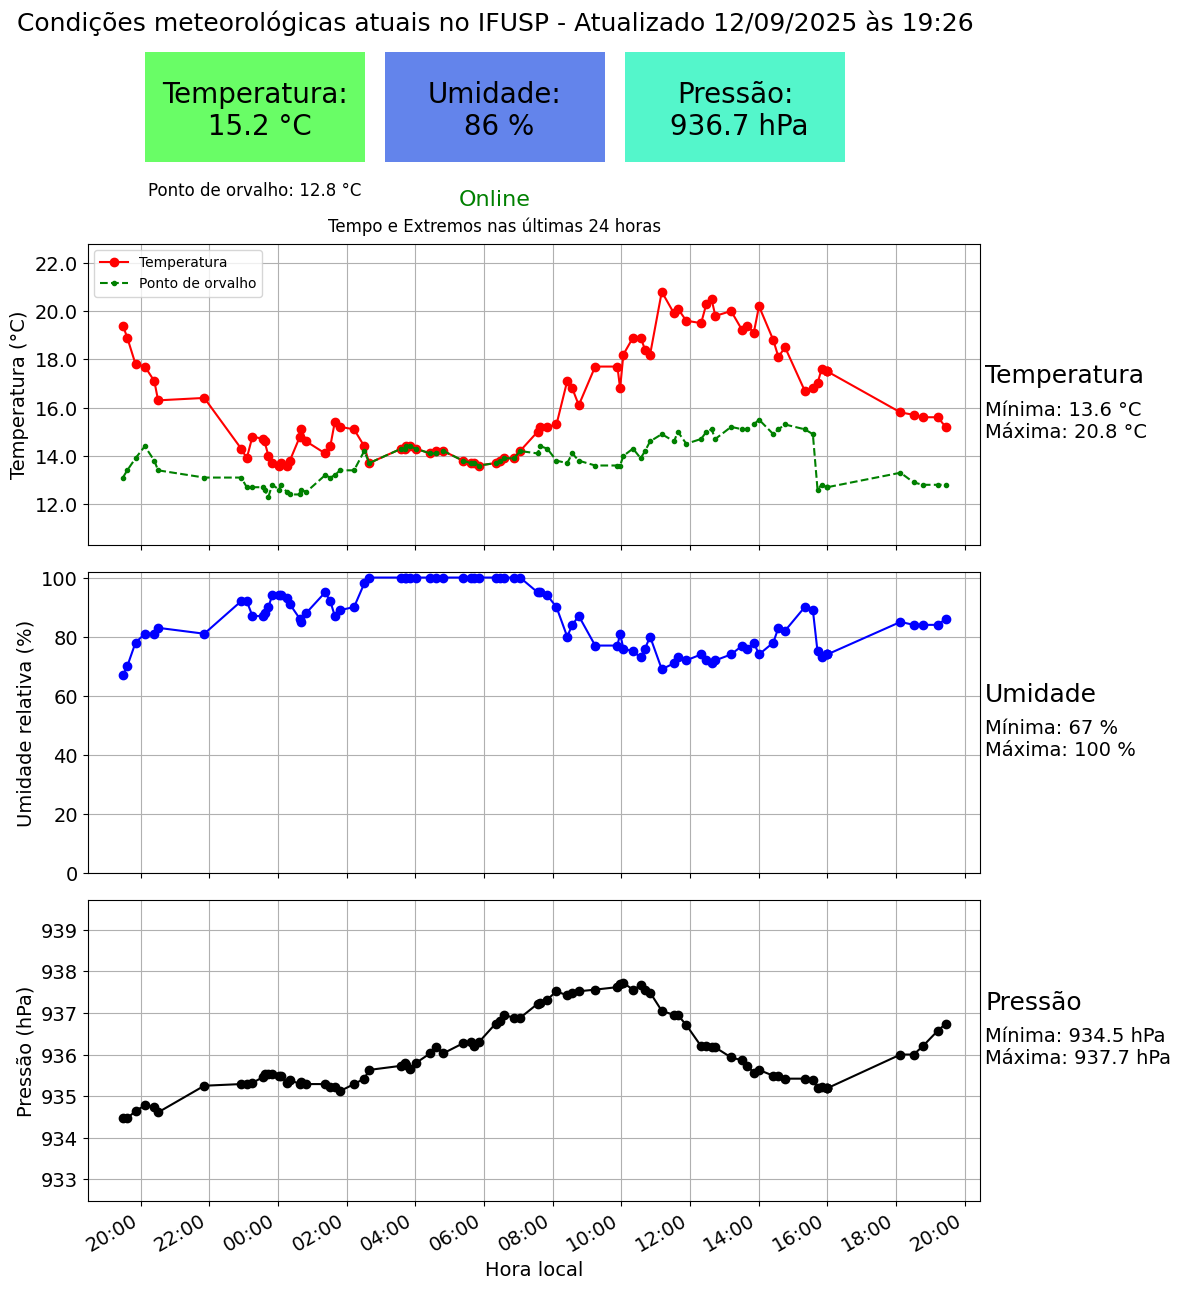 Condições meteorológicas atuais no IFUSP - Atualizado 12/09/2025 às 19:26
Temperatura:
15.2 °C
Umidade:
86 %
Pressão:
936.7 hPa
Ponto de orvalho: 12.8 °C
Online
Tempo e Extremos nas últimas 24 horas
Temperatura
Ponto de orvalho
Temperatura (°C)
22.0
20.0
18.0
16.0
14.0
12.0
Temperatura
Mínima: 13.6 °C
Máxima: 20.8 °C
Umidade relativa (%)
100
80
60
40
20
0
Umidade
Mínima: 67 %
Máxima: 100 %
Pressão (hPa)
939
938
937
936
935
934
933
Pressão
Mínima: 934.5 hPa
Máxima: 937.7 hPa
20:00 22:00 00:00 02:00 04:00 06:00 08:00 10:00 12:00 14:00 16:00 18:00 20:00
Hora local